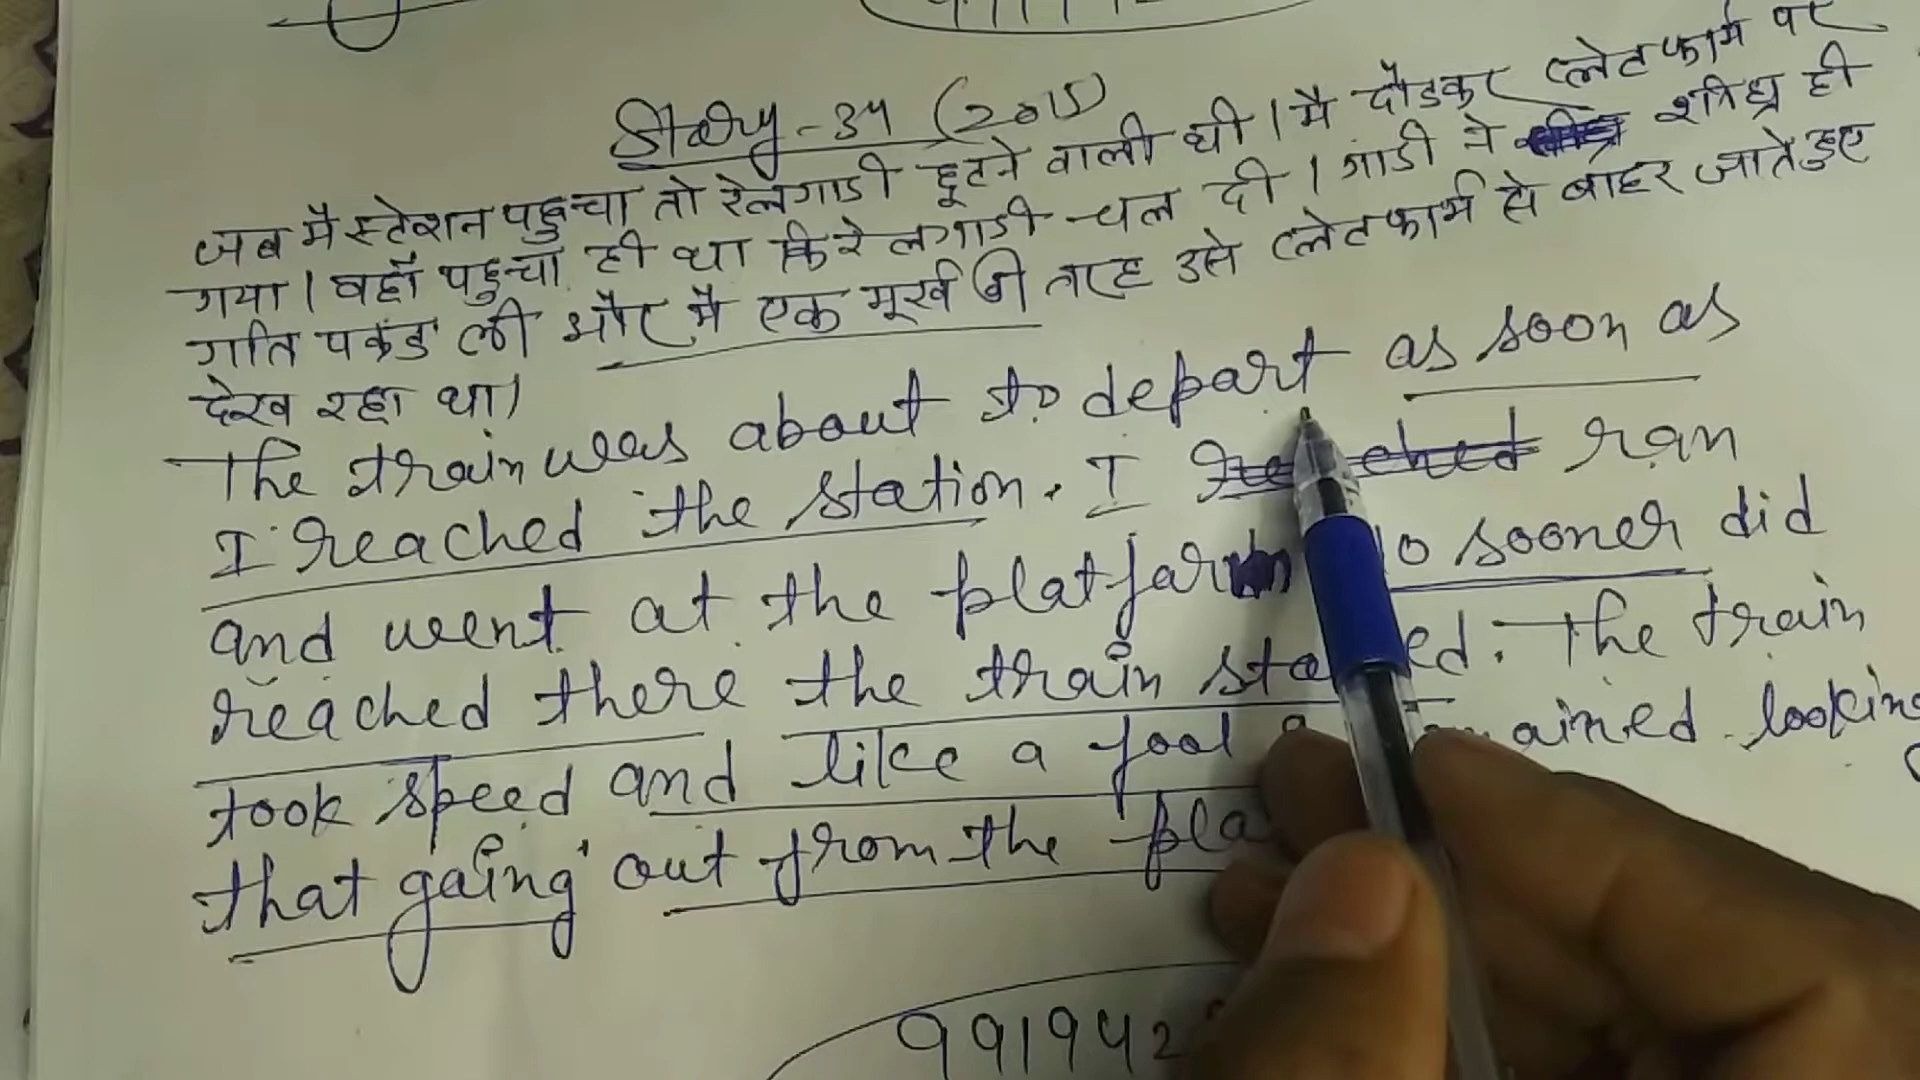 Story-34 (2015)
जब मै स्टेशन पहुन्चा तो रेलगाडी छूटने वाली थी। मै दौडकर प्लेटफार्म पर
गया। वहाँ पहुन्चा ही था कि रेलगाडी चल दी। गाडी ने शीघ्र ही
गति पकड ली और मै एक मूर्ख की तरह उसे प्लेटफार्म से बाहर जाते हुए
देख रहा था।
The train was about to depart as soon as
I reached the station. I ran
and went at the platform No sooner did
reached there the train sta ed. The train
took speed and like a fool ained looking
that going out from the pla
991942